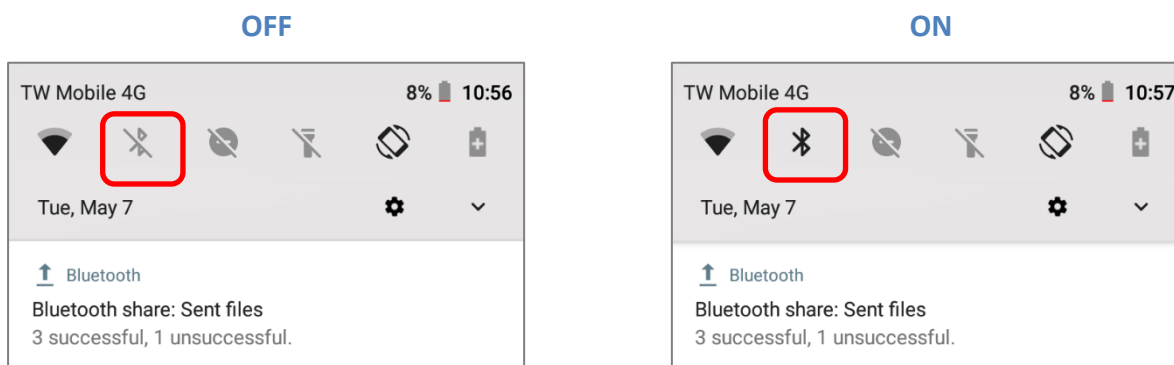 OFF
TW Mobile 4G 8% 10:56
Tue, May 7
Bluetooth
Bluetooth share: Sent files
3 successful, 1 unsuccessful.
ON
TW Mobile 4G 8% 10:57
Tue, May 7
Bluetooth
Bluetooth share: Sent files
3 successful, 1 unsuccessful.